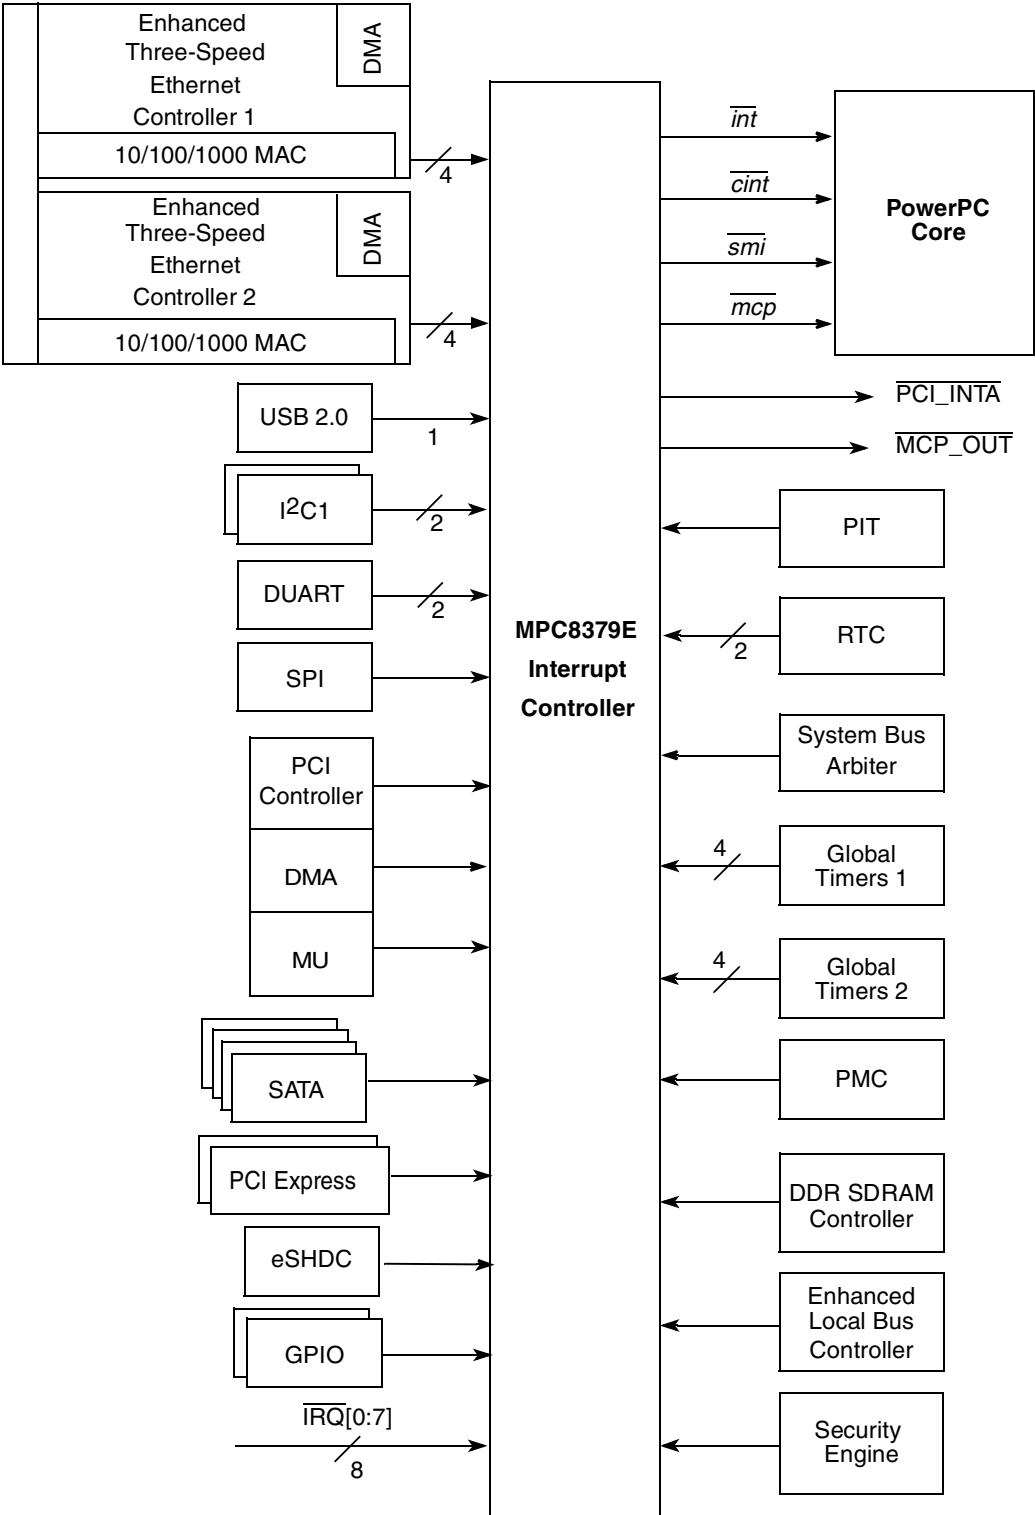 Enhanced
Three-Speed
Ethernet
Controller 1
DMA
10/100/1000 MAC
4
Enhanced
Three-Speed
Ethernet
Controller 2
DMA
10/100/1000 MAC
4
USB 2.0
1
I²C1
2
DUART
2
SPI
PCI
Controller
DMA
MU
SATA
PCI Express
eSHDC
GPIO
IRQ[0:7]
8
MPC8379E
Interrupt
Controller
int
cint
smi
mcp
PowerPC
Core
PCI_INTA
MCP_OUT
PIT
RTC
2
System Bus
Arbiter
4
Global
Timers 1
4
Global
Timers 2
PMC
DDR SDRAM
Controller
Enhanced
Local Bus
Controller
Security
Engine